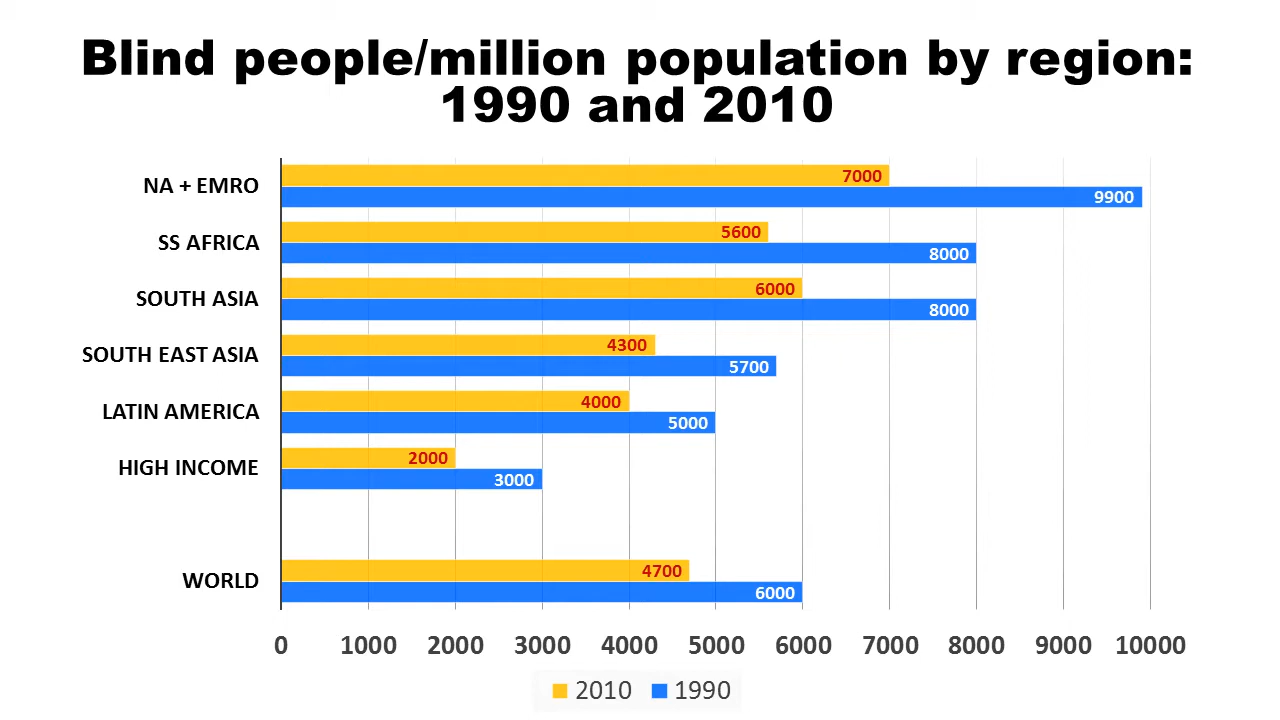 Blind people/million population by region:
1990 and 2010
NA + EMRO
7000
9900
SS AFRICA
5600
8000
SOUTH ASIA
6000
8000
SOUTH EAST ASIA
4300
5700
LATIN AMERICA
4000
5000
HIGH INCOME
2000
3000
WORLD
4700
6000
0 1000 2000 3000 4000 5000 6000 7000 8000 9000 10000
2010 1990